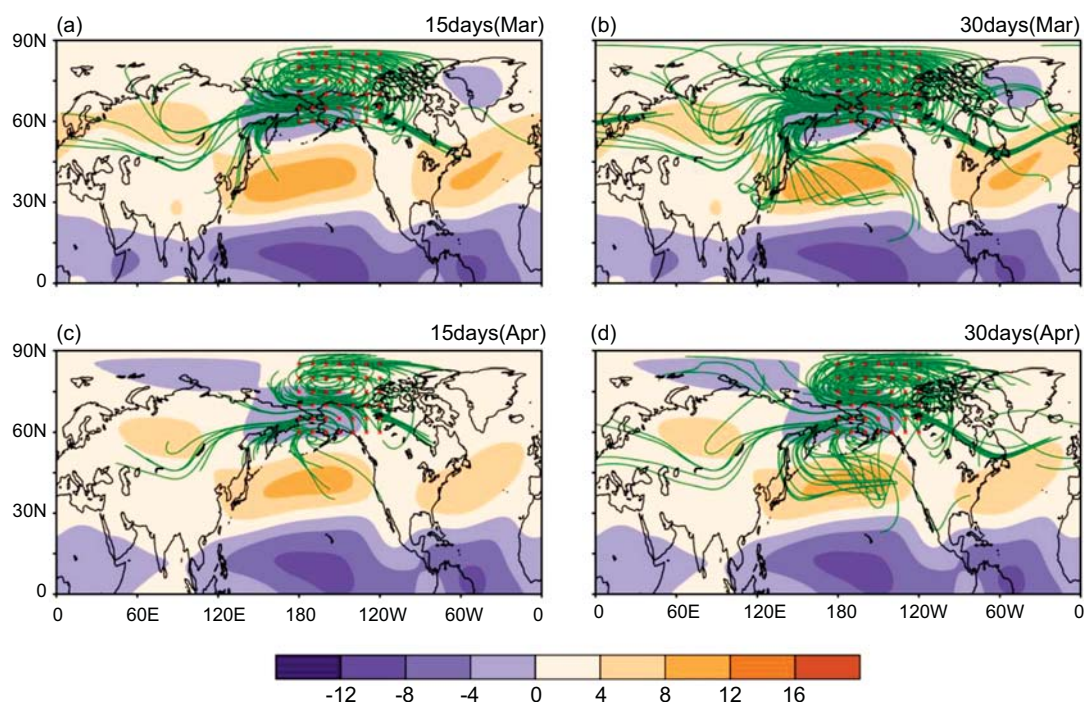 (a) 15days(Mar) (b) 30days(Mar)
90N
60N
30N
0
(c) 15days(Apr) (d) 30days(Apr)
90N
60N
30N
0
0 60E 120E 180 120W 60W 0 0 60E 120E 180 120W 60W 0
-12 -8 -4 0 4 8 12 16